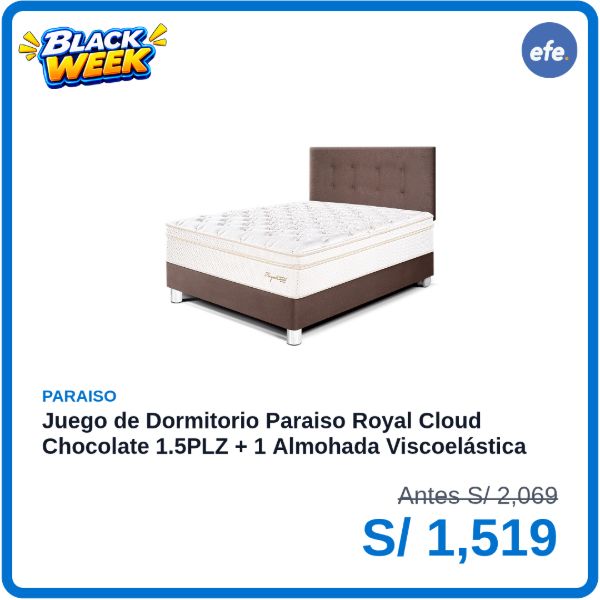 BLACK
WEEK
efe.
PARAISO
Juego de Dormitorio Paraiso Royal Cloud
Chocolate 1.5PLZ + 1 Almohada Viscoelástica
Antes S/ 2,069
S/ 1,519